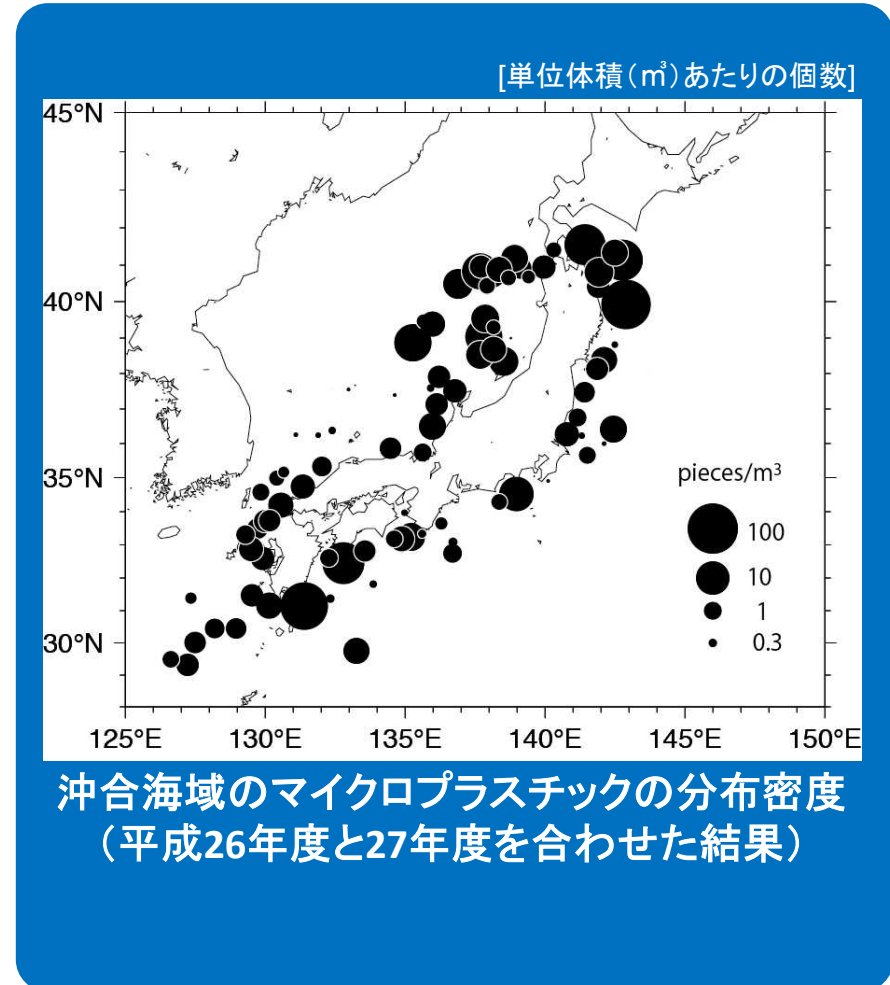 [単位体積(㎥)あたりの個数]
45°N
40°N
35°N
30°N
pieces/m³
100
10
1
0.3
125°E 130°E 135°E 140°E 145°E 150°E
沖合海域のマイクロプラスチックの分布密度
(平成26年度と27年度を合わせた結果)